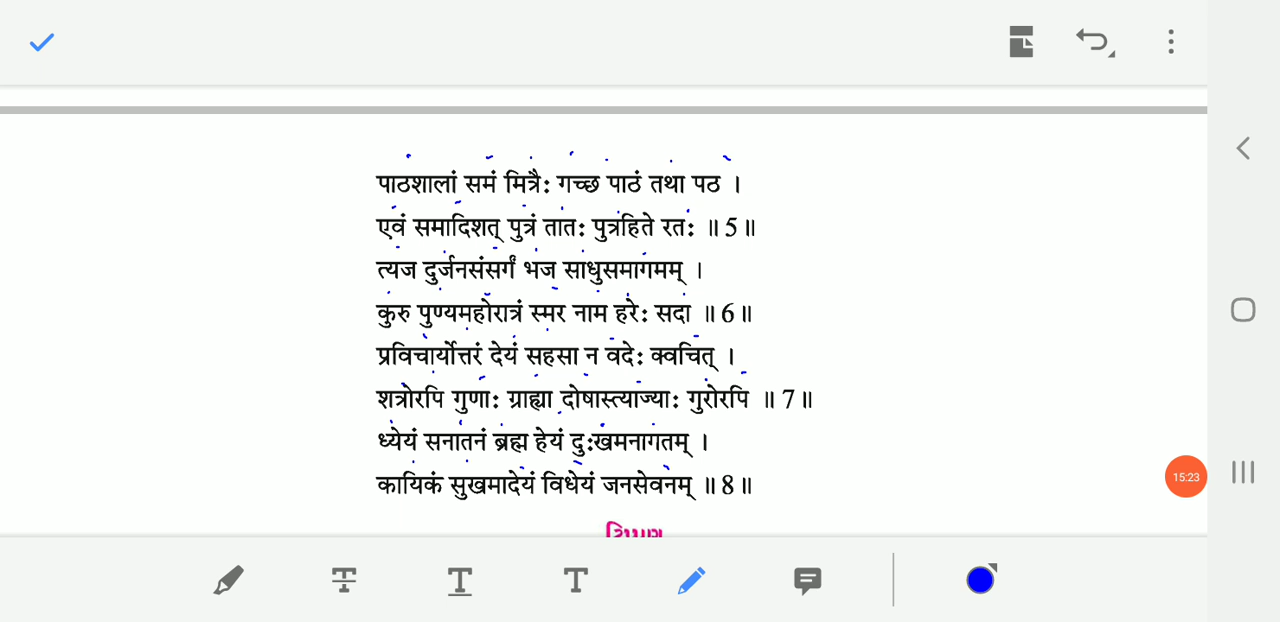 पाठशालां समं मित्रैः गच्छ पाठं तथा पठ ।
एवं समादिशत् पुत्रं तातः पुत्रहिते रतः ॥ 5 ॥
त्यज दुर्जनसंसर्गं भज साधुसमागमम् ।
कुरु पुण्यमहोरात्रं स्मर नाम हरेः सदा ॥ 6 ॥
प्रविचार्योत्तरं देयं सहसा न वदेः क्वचित् ।
शत्रोरपि गुणाः ग्राह्या दोषास्त्याज्याः गुरोरपि ॥ 7 ॥
ध्येयं सनातनं ब्रह्म हेयं दुःखमनागतम् ।
कायिकं सुखमादेयं विधेयं जनसेवनम् ॥ 8 ॥
15:23